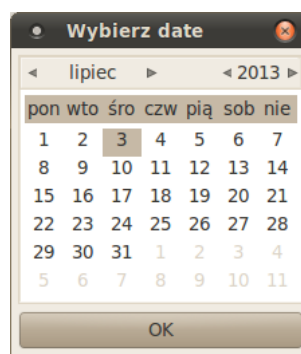 Wybierz date
lipiec 2013
pon wto śro czw pią sob nie
1 2 3 4 5 6 7
8 9 10 11 12 13 14
15 16 17 18 19 20 21
22 23 24 25 26 27 28
29 30 31 1 2 3 4
5 6 7 8 9 10 11
OK